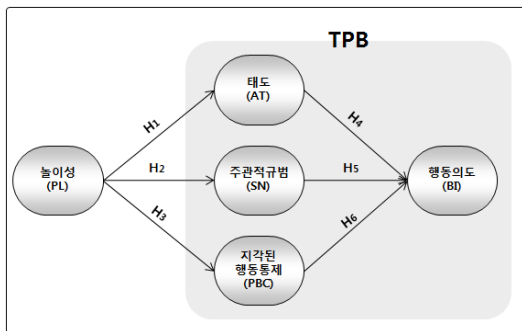 TPB
태도
(AT)
H1
H4
놀이성
(PL)
H2
주관적규범
(SN)
H5
행동의도
(BI)
H3
H6
지각된
행동통제
(PBC)